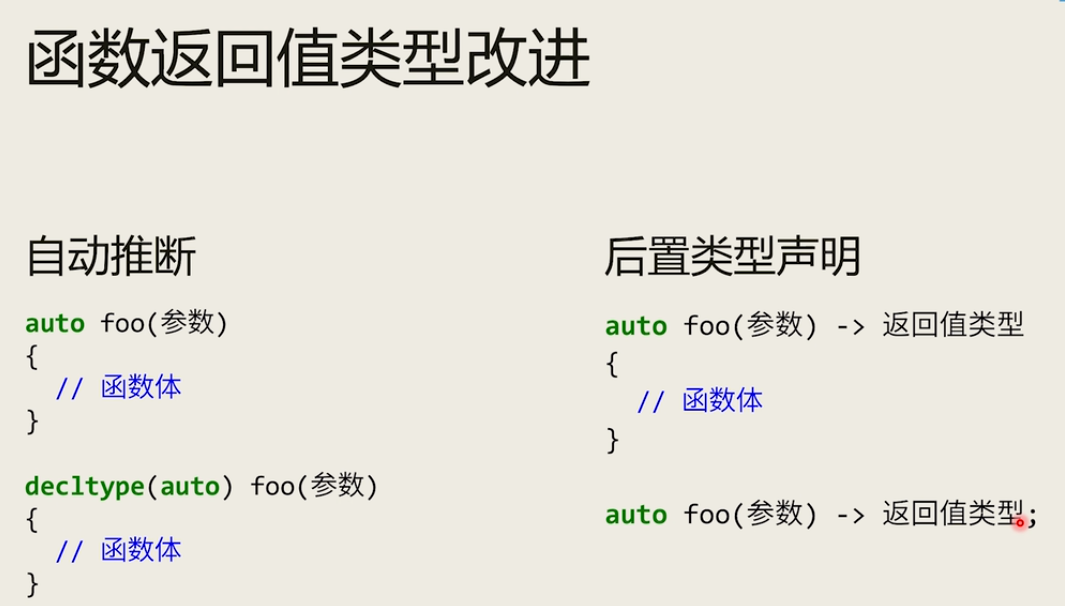 函数返回值类型改进
自动推断
auto foo(参数)
{
  // 函数体
}
decltype(auto) foo(参数)
{
  // 函数体
}
后置类型声明
auto foo(参数) -> 返回值类型
{
  // 函数体
}
auto foo(参数) -> 返回值类型;